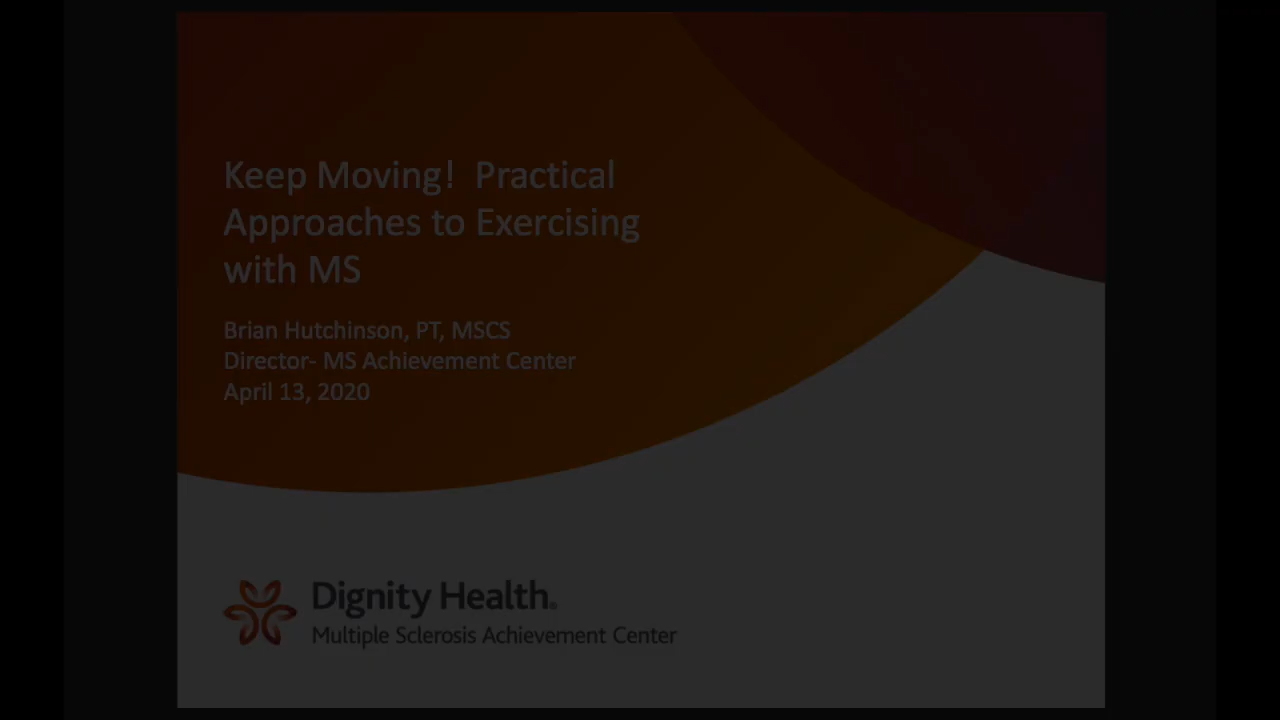 Keep Moving!  Practical
Approaches to Exercising
with MS
Brian Hutchinson, PT, MSCS
Director- MS Achievement Center
April 13, 2020
Dignity Health®
Multiple Sclerosis Achievement Center